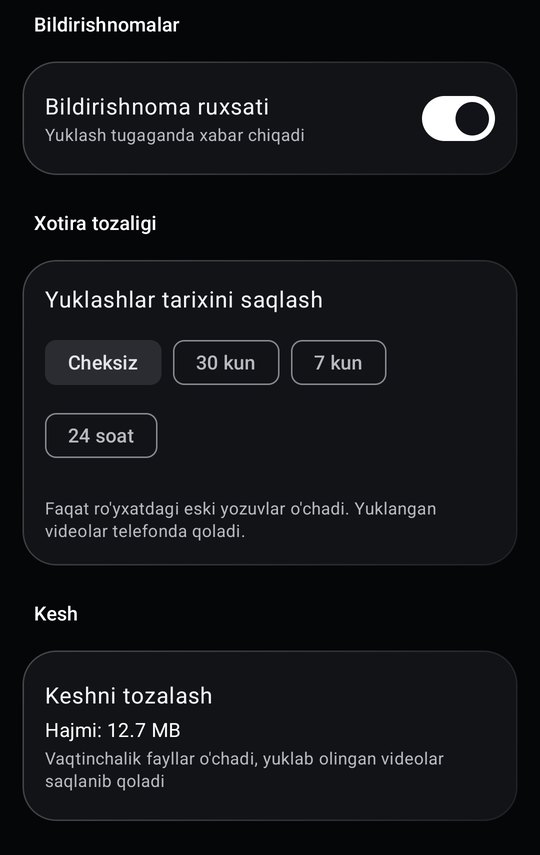 Bildirishnomalar
Bildirishnoma ruxsati
Yuklash tugaganda xabar chiqadi
Xotira tozaligi
Yuklashlar tarixini saqlash
Cheksiz
30 kun
7 kun
24 soat
Faqat ro'yxatdagi eski yozuvlar o'chadi. Yuklangan
videolar telefonda qoladi.
Kesh
Keshni tozalash
Hajmi: 12.7 MB
Vaqtinchalik fayllar o'chadi, yuklab olingan videolar
saqlanib qoladi